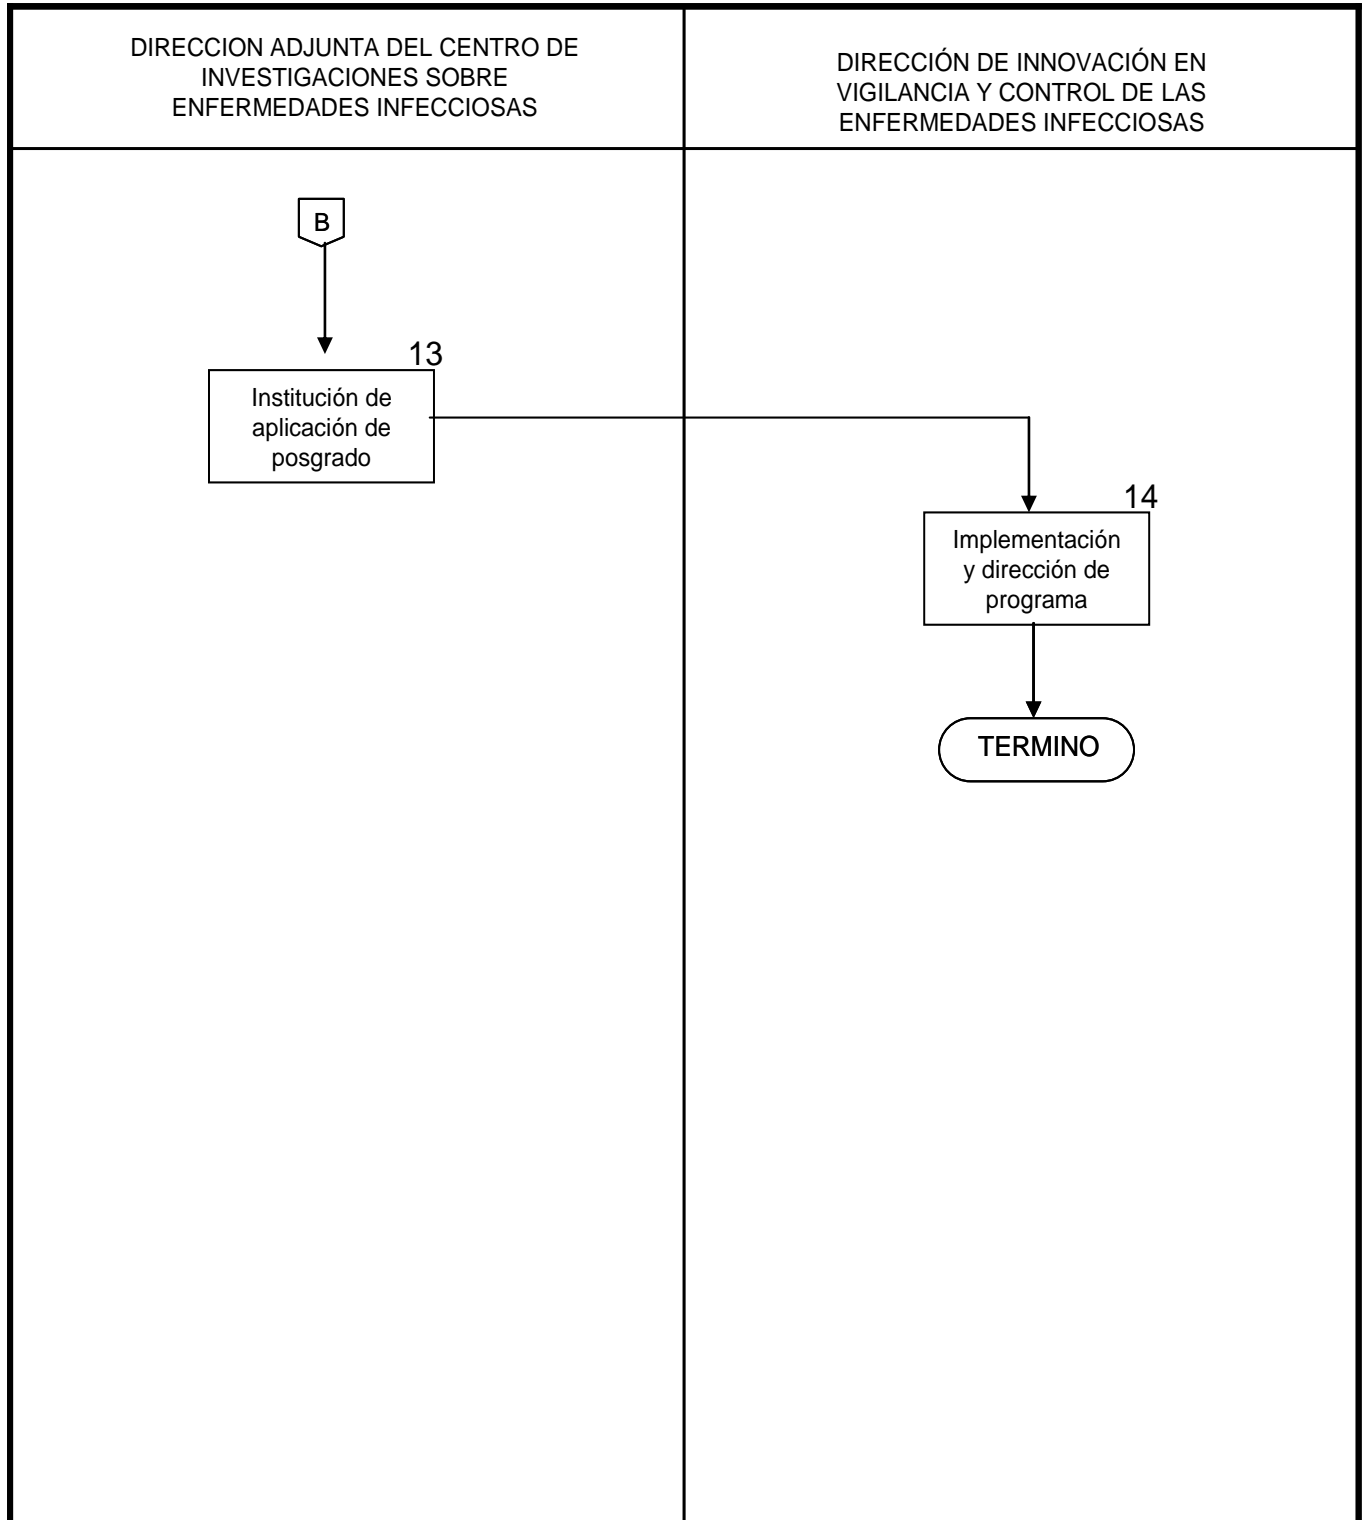 DIRECCION ADJUNTA DEL CENTRO DE
INVESTIGACIONES SOBRE
ENFERMEDADES INFECCIOSAS
DIRECCIÓN DE INNOVACIÓN EN
VIGILANCIA Y CONTROL DE LAS
ENFERMEDADES INFECCIOSAS
B
13
Institución de
aplicación de
posgrado
14
Implementación
y dirección de
programa
TERMINO